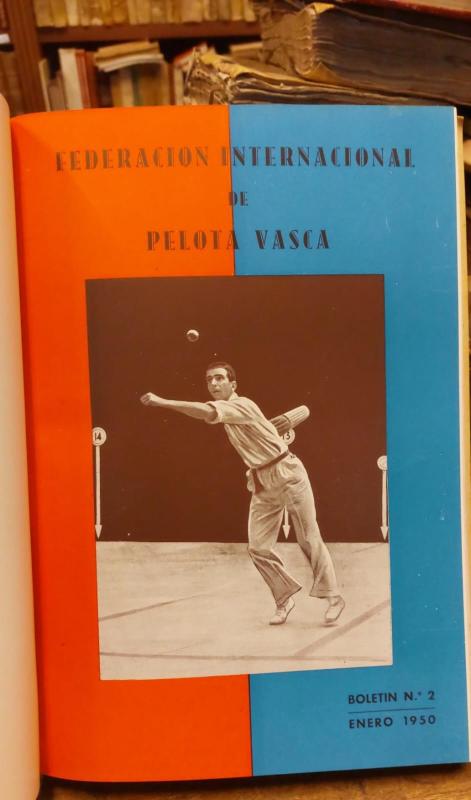 FEDERACION INTERNACIONAL
DE
PELOTA VASCA
14
13
BOLETIN N.º 2
ENERO 1950